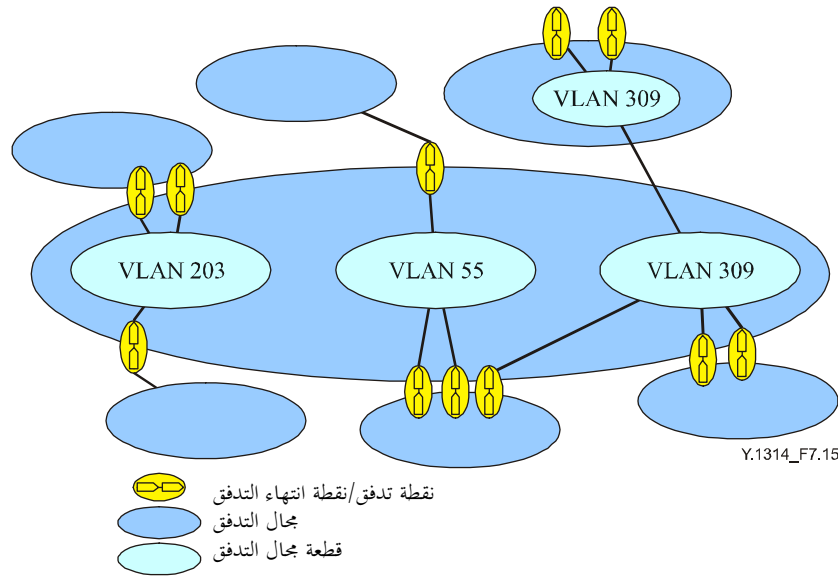 VLAN 309
VLAN 203
VLAN 55
VLAN 309
Y.1314_F7.15
نقطة تدفق/نقطة انتهاء التدفق
مجال التدفق
قطعة مجال التدفق